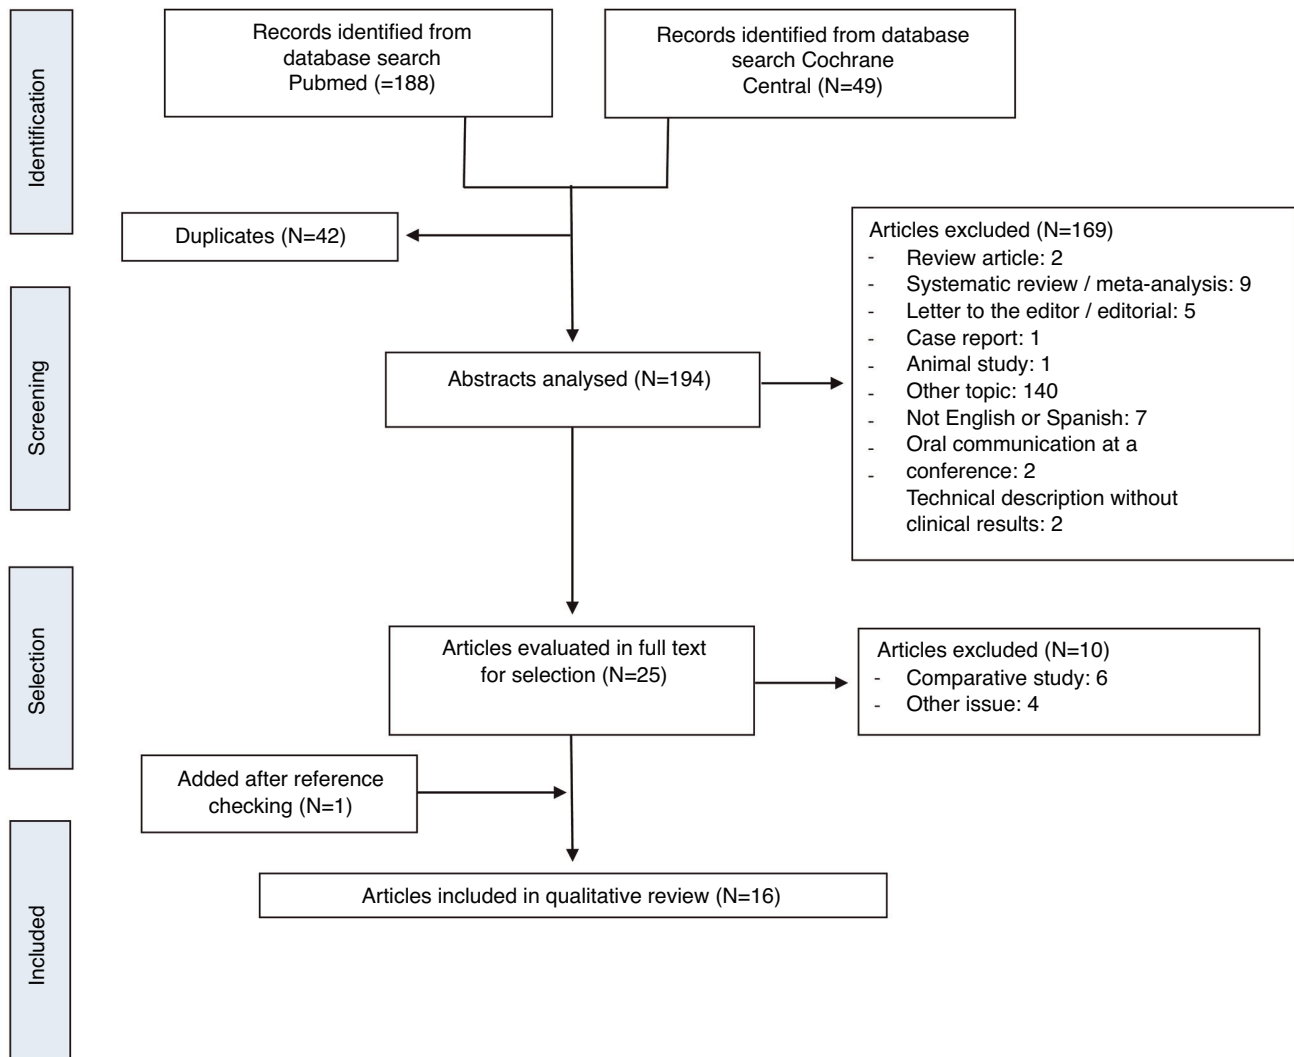 Identification
Records identified from
database search
Pubmed (=188)
Records identified from database
search Cochrane
Central (N=49)
Duplicates (N=42)
Screening
Abstracts analysed (N=194)
Articles excluded (N=169)
- Review article: 2
- Systematic review / meta-analysis: 9
- Letter to the editor / editorial: 5
- Case report: 1
- Animal study: 1
- Other topic: 140
- Not English or Spanish: 7
- Oral communication at a
- conference: 2
Technical description without
clinical results: 2
Selection
Articles evaluated in full text
for selection (N=25)
Articles excluded (N=10)
- Comparative study: 6
- Other issue: 4
Added after reference
checking (N=1)
Included
Articles included in qualitative review (N=16)